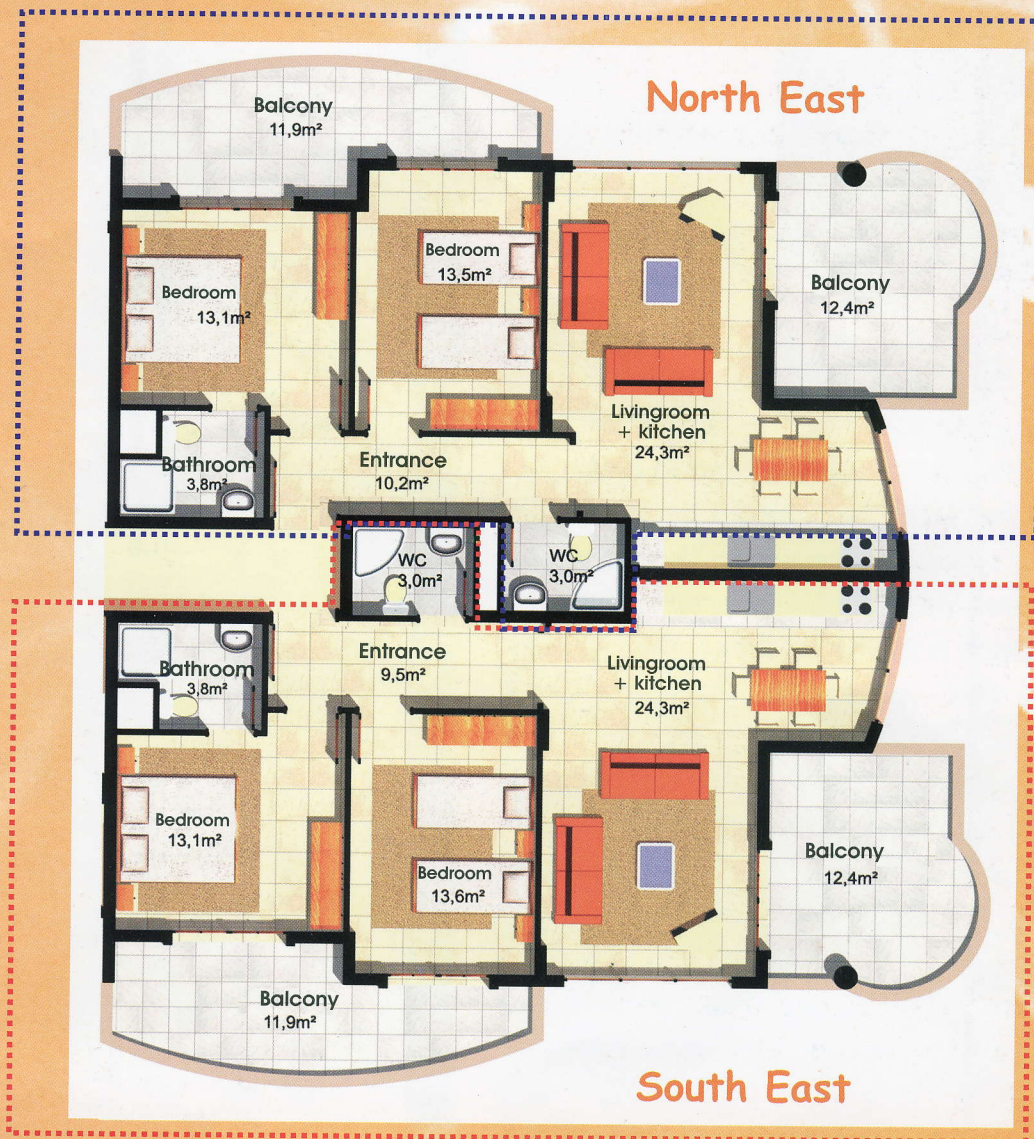 North East
Balcony
11,9m²
Bedroom
13,5m²
Bedroom
13,1m²
Balcony
12,4m²
Livingroom
+ kitchen
24,3m²
Bathroom
3,8m²
Entrance
10,2m²
WC
3,0m²
WC
3,0m²
Entrance
9,5m²
Bathroom
3,8m²
Livingroom
+ kitchen
24,3m²
Bedroom
13,1m²
Bedroom
13,6m²
Balcony
12,4m²
Balcony
11,9m²
South East